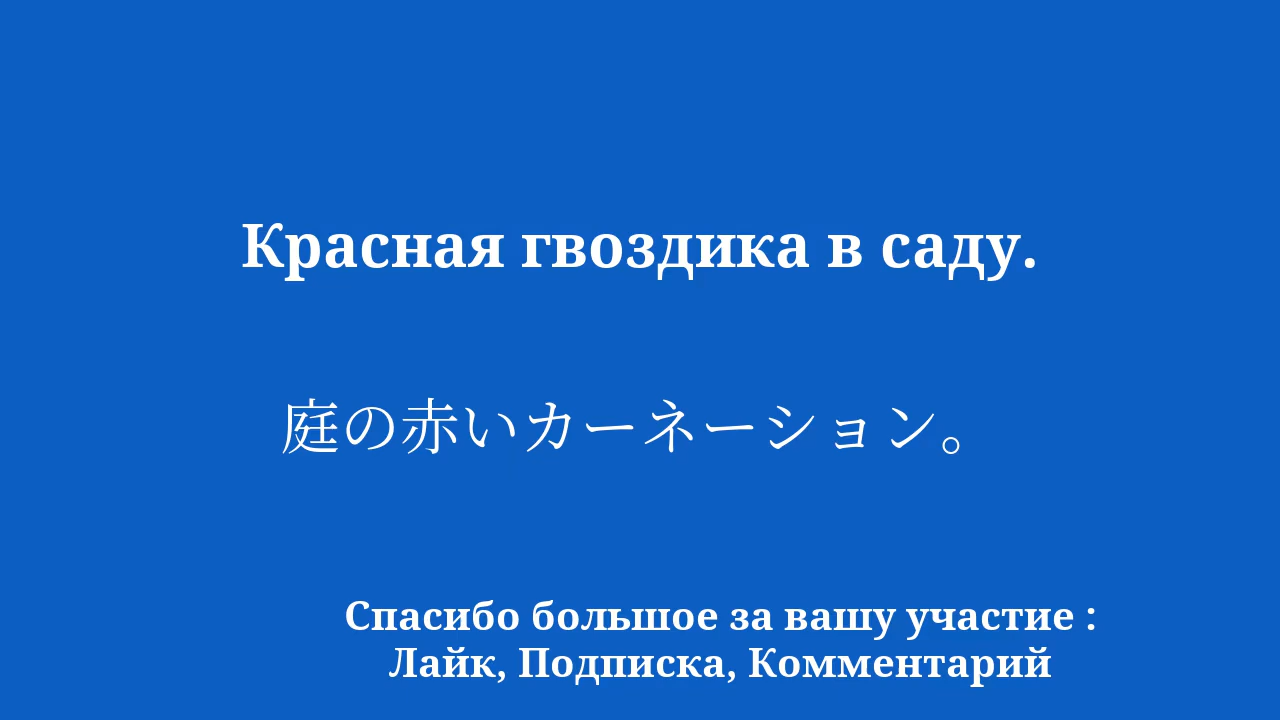 Красная гвоздика в саду.
庭の赤いカーネーション。
Спасибо большое за вашу участие :
Лайк, Подписка, Комментарий